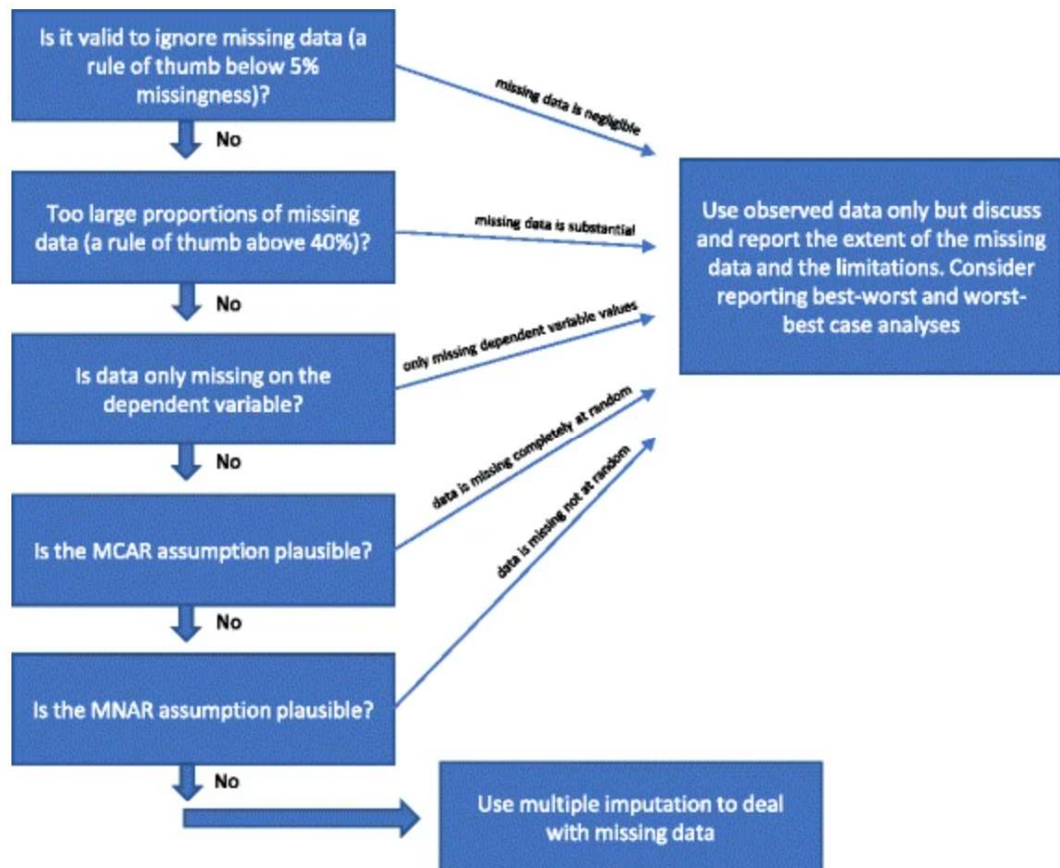 Is it valid to ignore missing data (a
rule of thumb below 5%
missingness)?
missing data is negligible
No
Too large proportions of missing
data (a rule of thumb above 40%)?
missing data is substantial
Use observed data only but discuss
and report the extent of the missing
data and the limitations. Consider
reporting best-worst and worst-
best case analyses
No
Is data only missing on the
dependent variable?
only missing dependent variable values
No
Is the MCAR assumption plausible?
data is missing completely at random
No
Is the MNAR assumption plausible?
data is missing not at random
No
Use multiple imputation to deal
with missing data